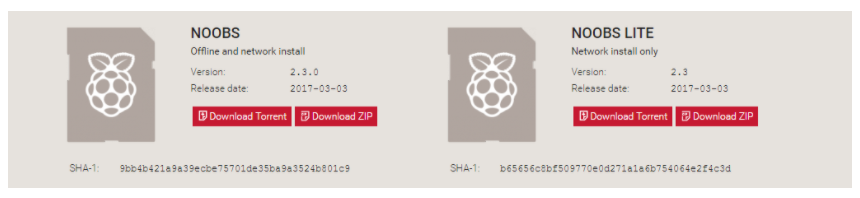 NOOBS
Offline and network install
Version: 2.3.0
Release date: 2017-03-03
Download Torrent Download ZIP
SHA-1: 9bb4b421a9a39ecbe75701de35ba9a3524b801c9
NOOBS LITE
Network install only
Version: 2.3
Release date: 2017-03-03
Download Torrent Download ZIP
SHA-1: b65656c8bf509770e0d271a1a6b754064e2f4c3d